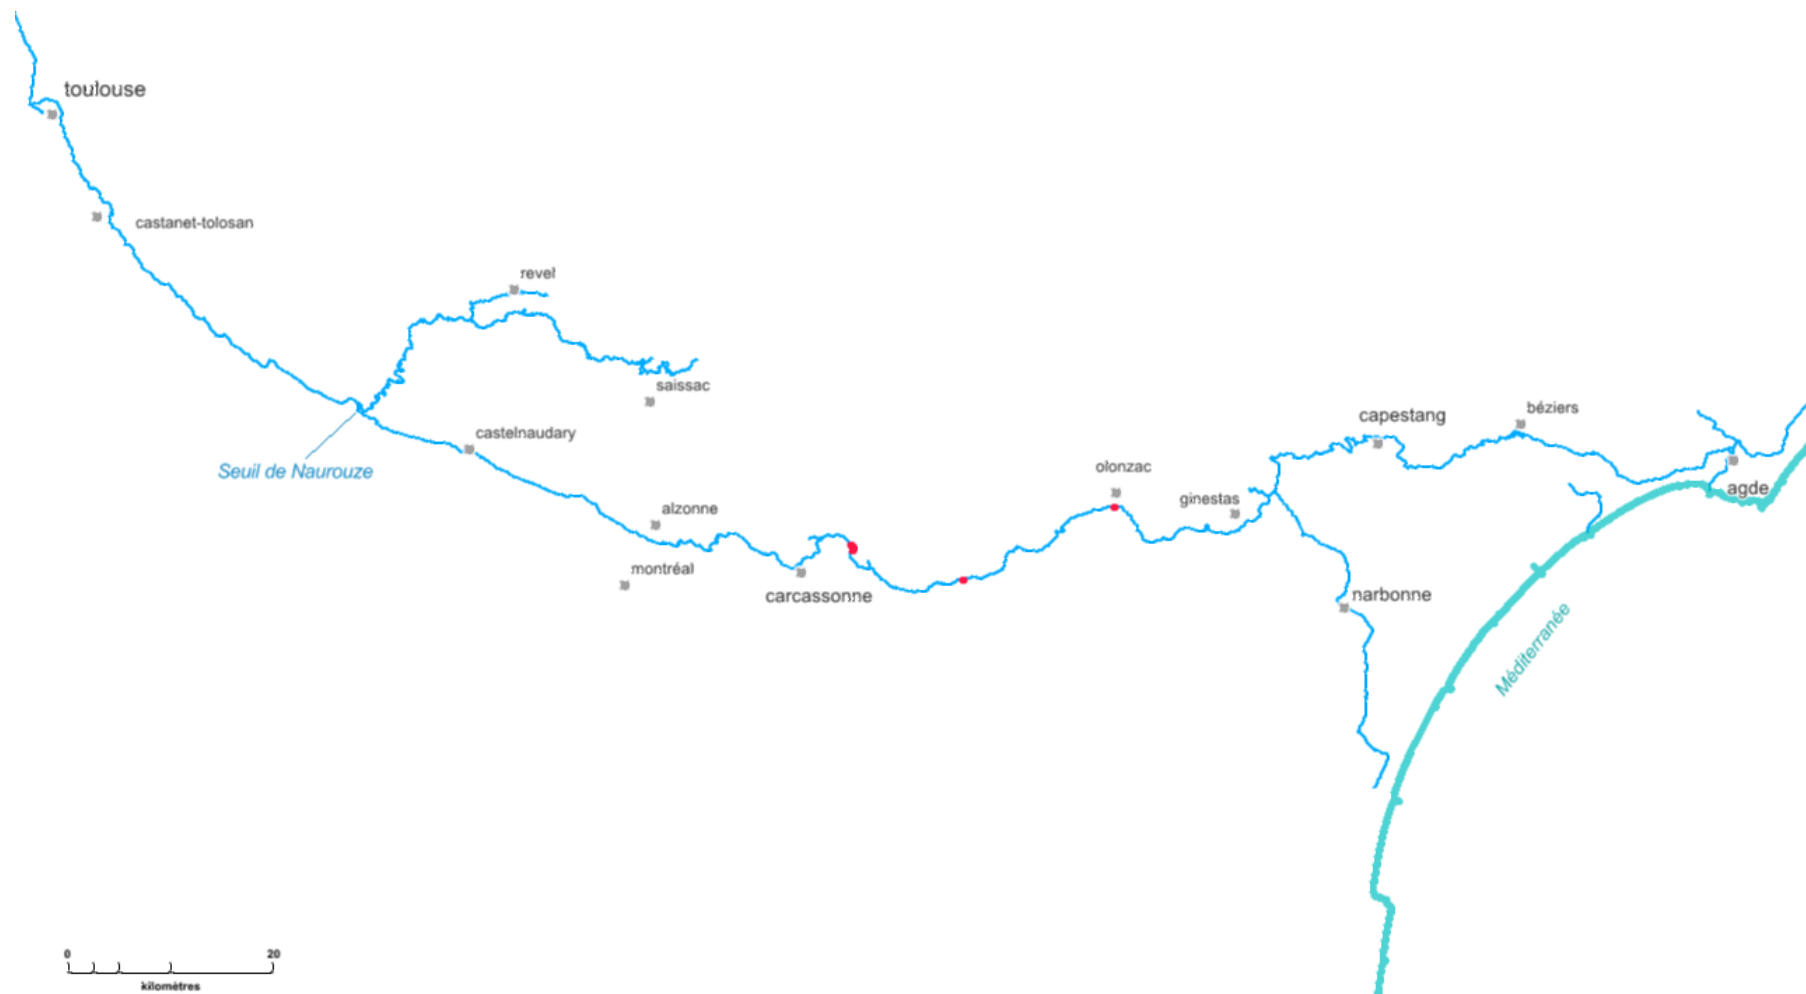 toulouse
castanet-tolosan
revel
saissac
castelnaudary
Seuil de Naurouze
alzonne
montréal
carcassonne
olonzac
ginestas
capestang
béziers
agde
narbonne
Méditerranée
0 20
kilomètres